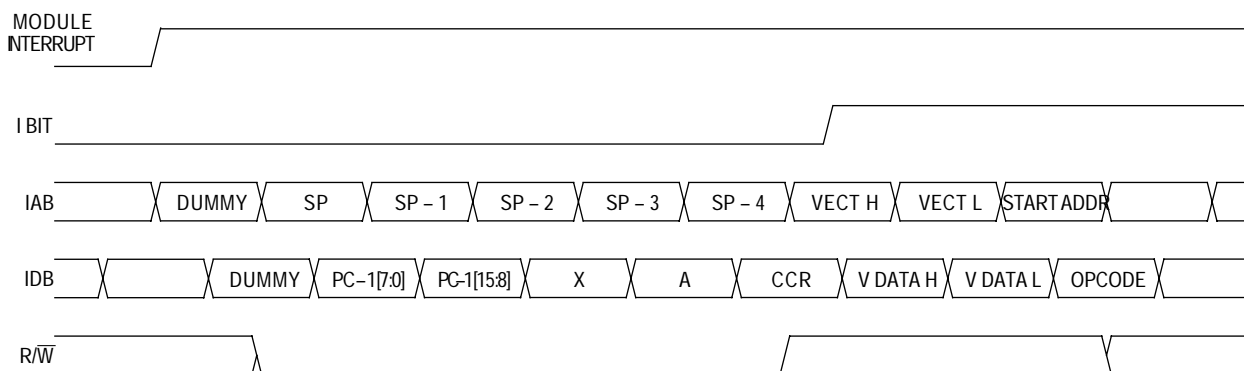 MODULE
INTERRUPT
I BIT
IAB DUMMY SP SP – 1 SP – 2 SP – 3 SP – 4 VECT H VECT L START ADDR
IDB DUMMY PC–1[7:0] PC–1[15:8] X A CCR V DATA H V DATA L OPCODE
R/W̅